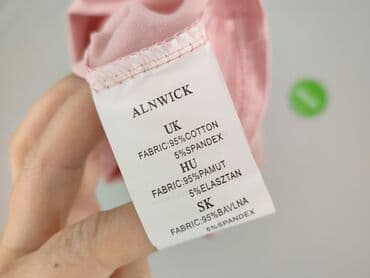 ALNWICK
UK
FABRIC:95%COTTON
5%SPANDEX
HU
FABRIC:95%PAMUT
5%ELASZTAN
SK
FABRIC:95%BAVLNA
5%SPANDEX